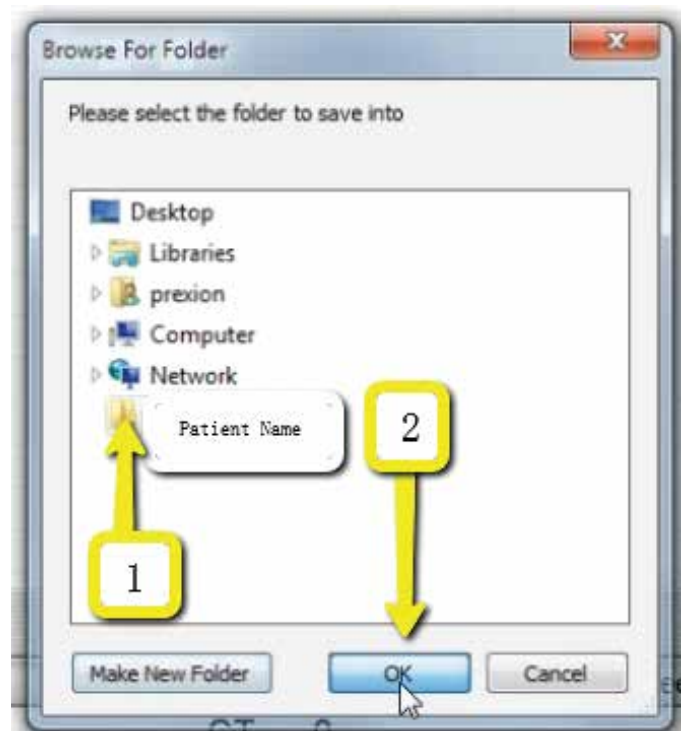 Browse For Folder
Please select the folder to save into
Desktop
Libraries
prexion
Computer
Network
Patient Name
2
1
Make New Folder
OK
Cancel